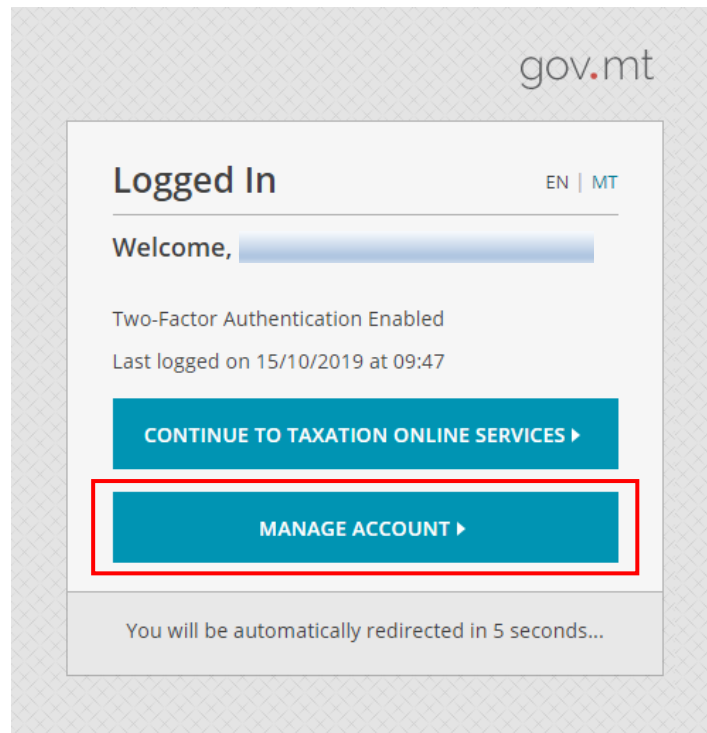 gov.mt
Logged In
EN | MT
Welcome,
Two-Factor Authentication Enabled
Last logged on 15/10/2019 at 09:47
CONTINUE TO TAXATION ONLINE SERVICES
MANAGE ACCOUNT
You will be automatically redirected in 5 seconds...